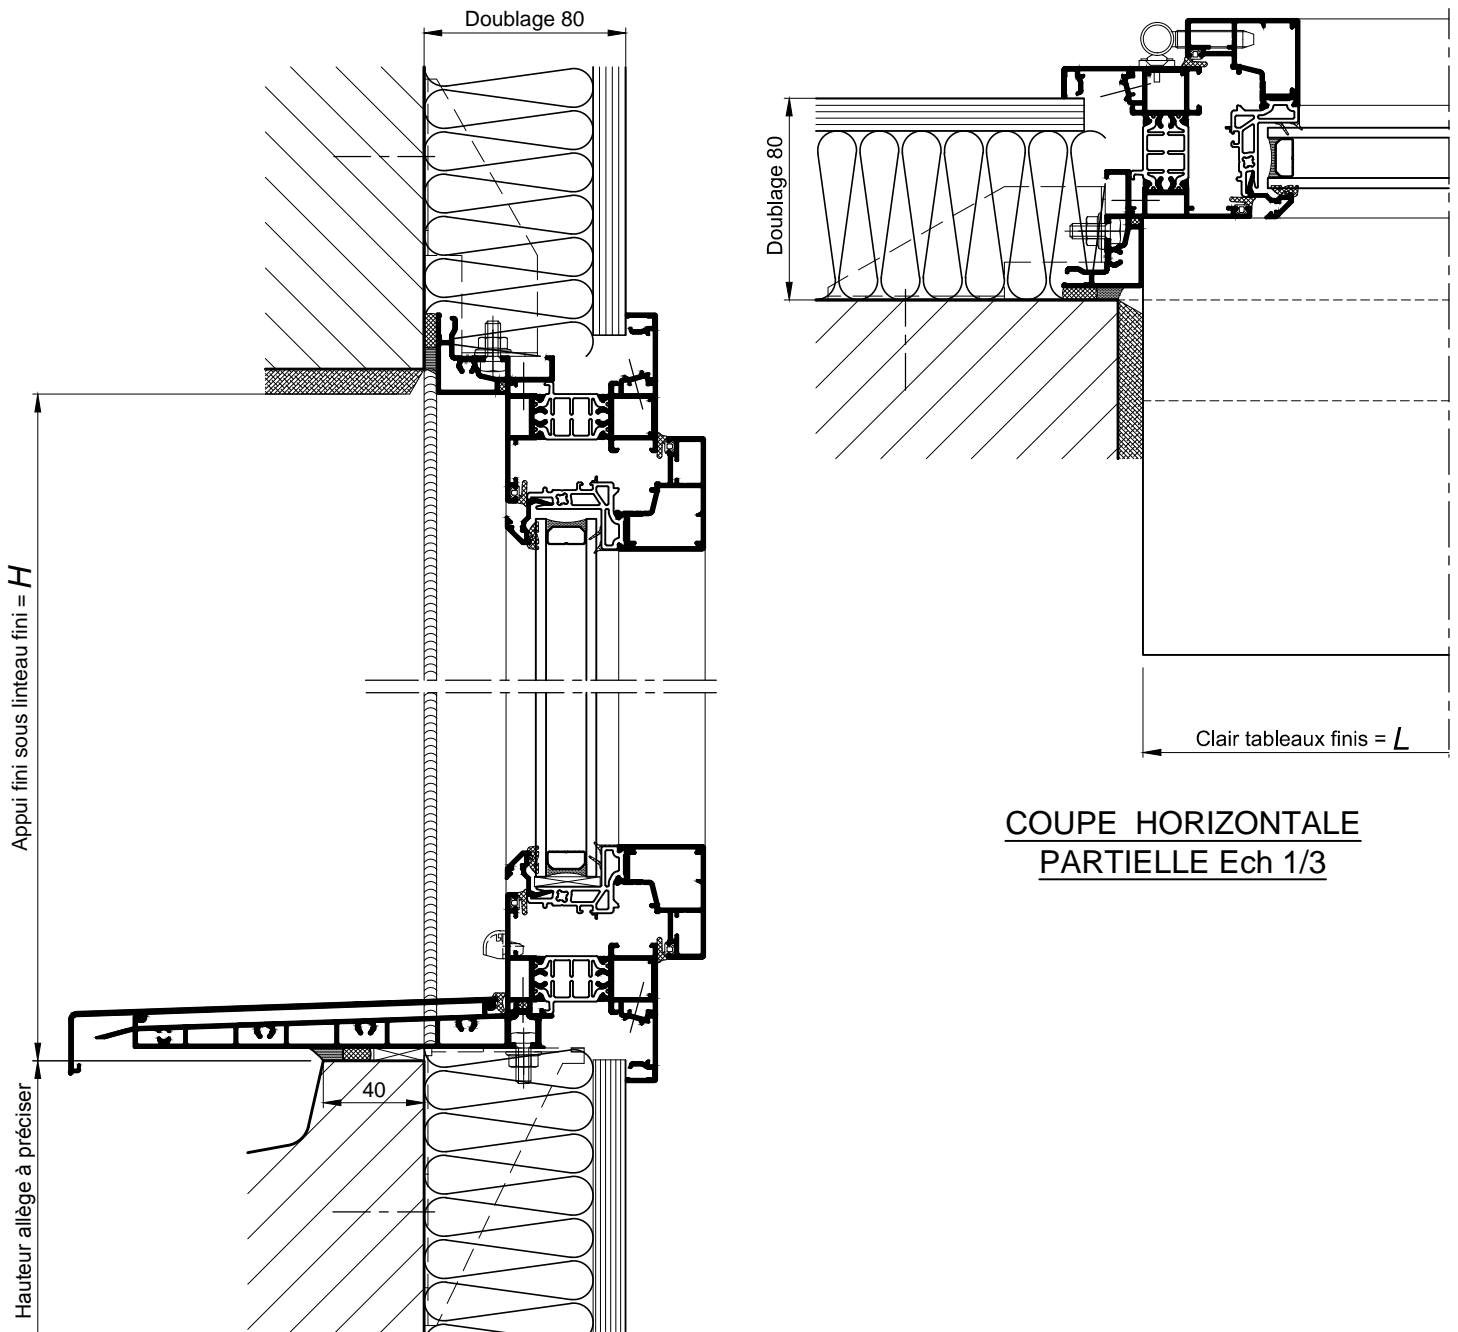 Doublage 80
Doublage 80
Appui fini sous linteau fini = H
Clair tableaux finis = L
COUPE HORIZONTALE
PARTIELLE Ech 1/3
40
Hauteur allège à préciser